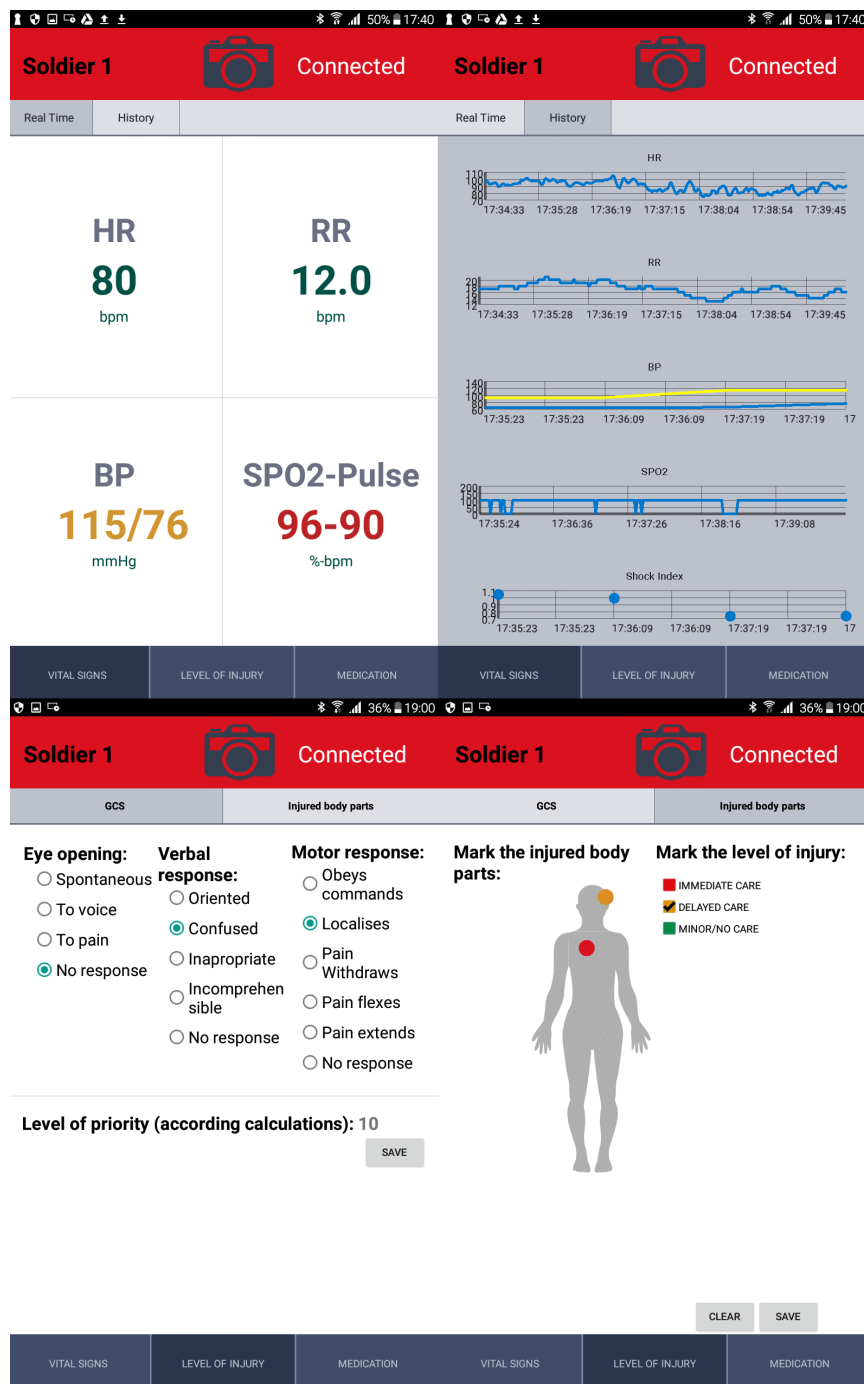 50% 17:40
Soldier 1 Connected
Real Time History
HR
80
bpm
RR
12.0
bpm
BP
115/76
mmHg
SPO2-Pulse
96-90
%-bpm
VITAL SIGNS LEVEL OF INJURY MEDICATION
50% 17:40
Soldier 1 Connected
Real Time History
HR
110
100
90
80
70
17:34:33 17:35:28 17:36:19 17:37:15 17:38:04 17:38:54 17:39:45
RR
20
18
16
14
12
17:34:33 17:35:28 17:36:19 17:37:15 17:38:04 17:38:54 17:39:45
BP
140
120
100
80
60
17:35:23 17:35:23 17:36:09 17:36:09 17:37:19 17:37:19 17
SPO2
200
150
100
50
0
17:35:24 17:36:36 17:37:26 17:38:16 17:39:08
Shock Index
1.1
0.9
0.8
0.7
17:35:23 17:35:23 17:36:09 17:36:09 17:37:19 17:37:19 17
VITAL SIGNS LEVEL OF INJURY MEDICATION
36% 19:00
Soldier 1 Connected
GCS Injured body parts
Eye opening:
Spontaneous
To voice
To pain
No response
Verbal
response:
Oriented
Confused
Inapropriate
Incomprehen
sible
No response
Motor response:
Obeys
commands
Localises
Pain
Withdraws
Pain flexes
Pain extends
No response
Level of priority (according calculations): 10
SAVE
VITAL SIGNS LEVEL OF INJURY MEDICATION
36% 19:00
Soldier 1 Connected
GCS Injured body parts
Mark the injured body
parts:
Mark the level of injury:
IMMEDIATE CARE
DELAYED CARE
MINOR/NO CARE
CLEAR SAVE
VITAL SIGNS LEVEL OF INJURY MEDICATION